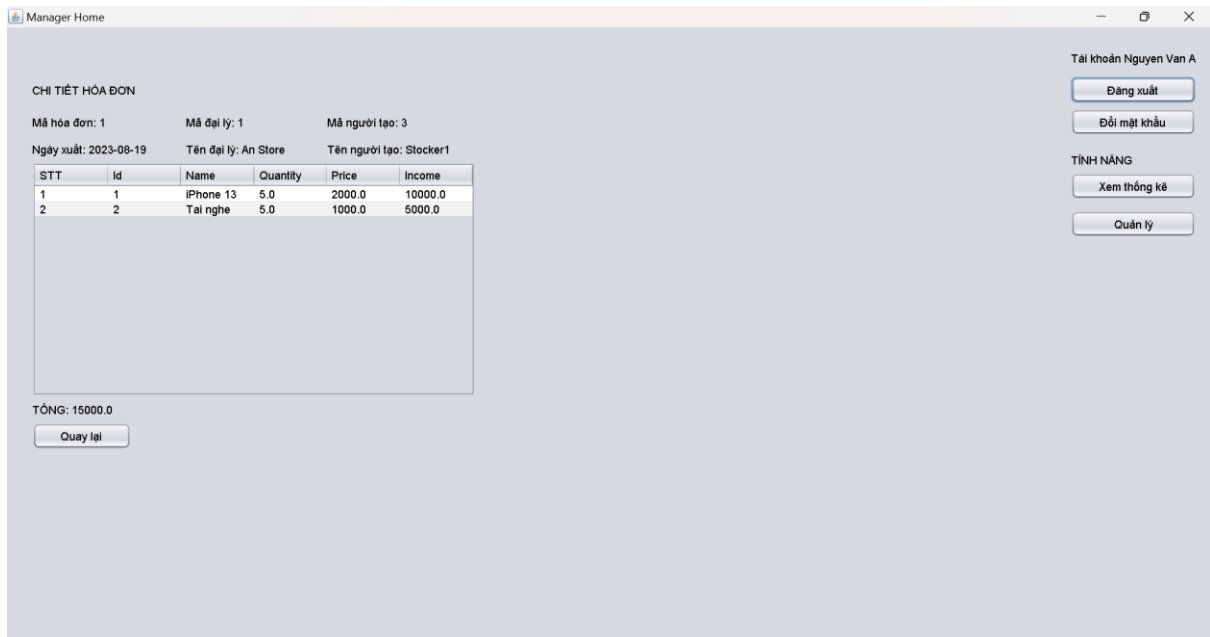 Manager Home
Tài khoản Nguyen Van A
CHI TIẾT HÓA ĐƠN
Đăng xuất
Mã hóa đơn: 1 Mã đại lý: 1 Mã người tạo: 3
Đổi mật khẩu
Ngày xuất: 2023-08-19 Tên đại lý: An Store Tên người tạo: Stocker1
TÍNH NĂNG
STT Id Name Quantity Price Income
Xem thống kê
1 1 iPhone 13 5.0 2000.0 10000.0
2 2 Tai nghe 5.0 1000.0 5000.0
Quản lý
TỔNG: 15000.0
Quay lại